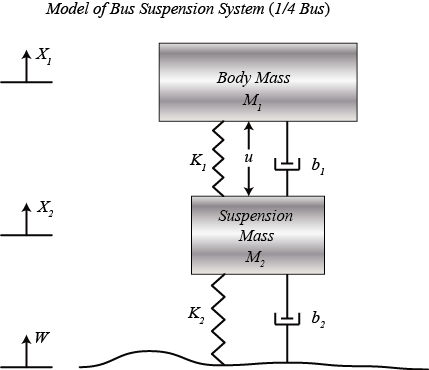 Model of Bus Suspension System (1/4 Bus)
X₁
Body Mass
M₁
K₁
u
b₁
X₂
Suspension
Mass
M₂
K₂
b₂
W